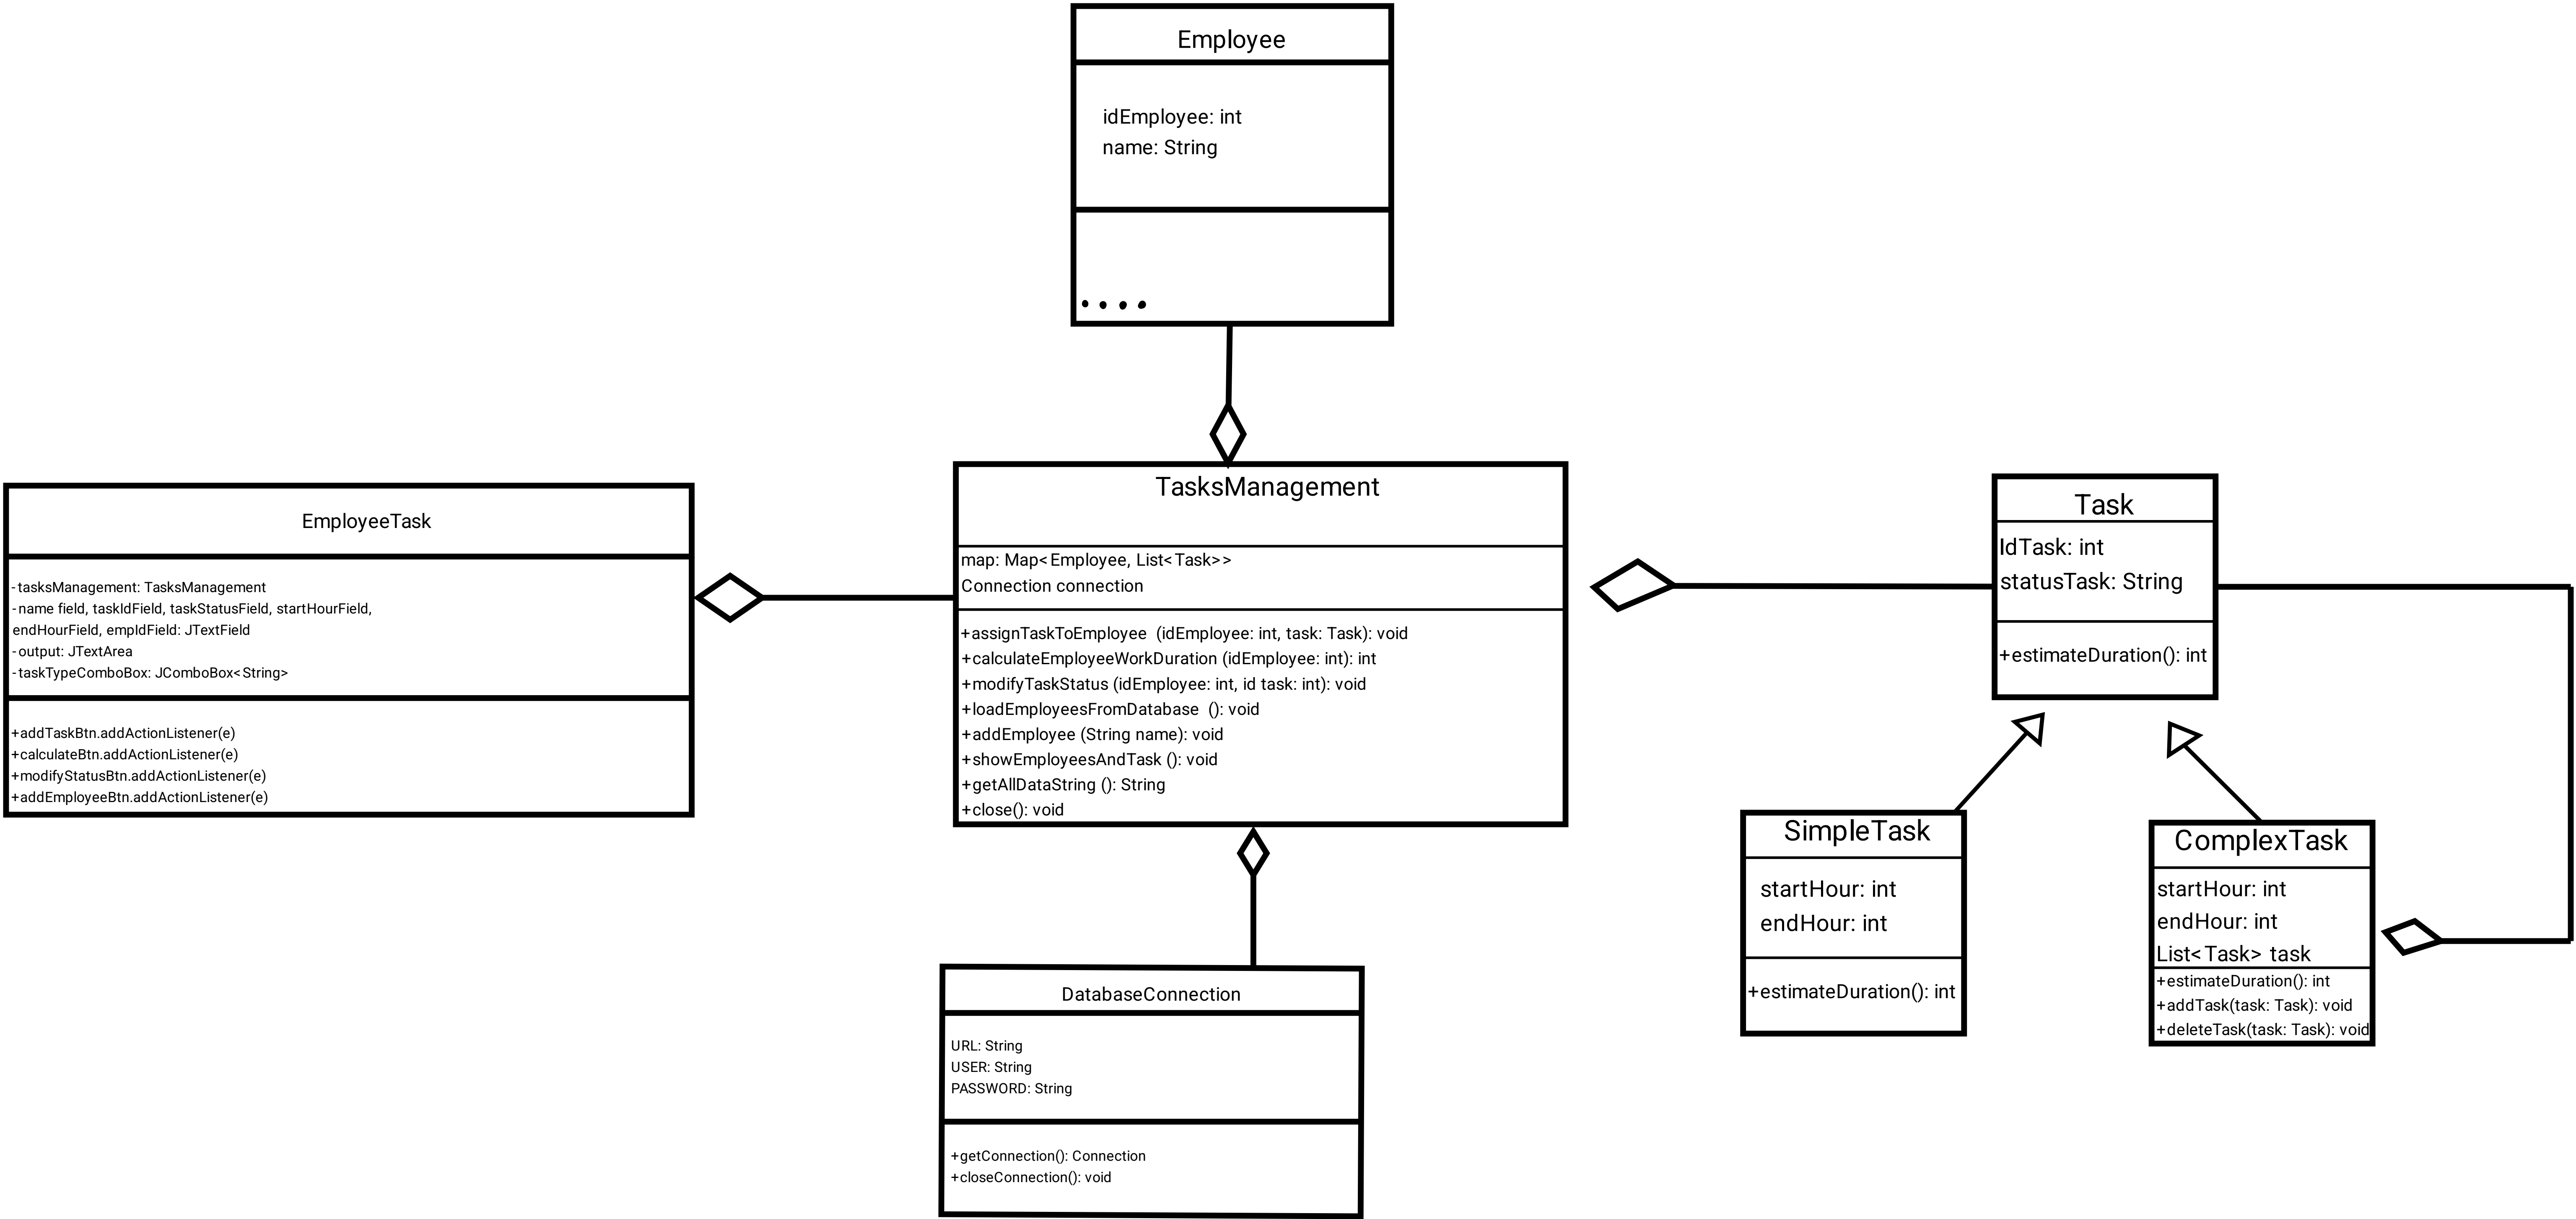 Employee
idEmployee: int
name: String
....
EmployeeTask
-tasksManagement: TasksManagement
-name field, taskIdField, taskStatusField, startHourField,
endHourField, empIdField: JTextField
-output: JTextArea
-taskTypeComboBox: JComboBox<String>
+addTaskBtn.addActionListener(e)
+calculateBtn.addActionListener(e)
+modifyStatusBtn.addActionListener(e)
+addEmployeeBtn.addActionListener(e)
TasksManagement
map: Map<Employee, List<Task>>
Connection connection
+assignTaskToEmployee (idEmployee: int, task: Task): void
+calculateEmployeeWorkDuration (idEmployee: int): int
+modifyTaskStatus (idEmployee: int, id task: int): void
+loadEmployeesFromDatabase (): void
+addEmployee (String name): void
+showEmployeesAndTask (): void
+getAllDataString (): String
+close(): void
Task
IdTask: int
statusTask: String
+estimateDuration(): int
SimpleTask
startHour: int
endHour: int
+estimateDuration(): int
ComplexTask
startHour: int
endHour: int
List<Task> task
+estimateDuration(): int
+addTask(task: Task): void
+deleteTask(task: Task): void
DatabaseConnection
URL: String
USER: String
PASSWORD: String
+getConnection(): Connection
+closeConnection(): void